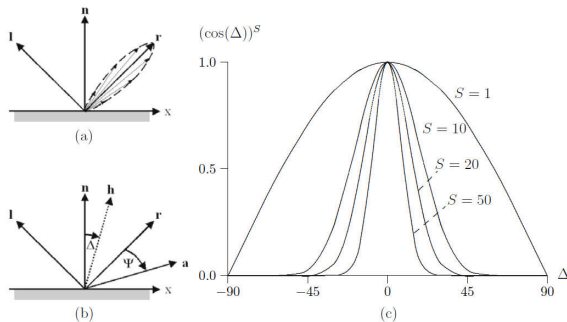 l
n
r
x
(a)
l
n
h
r
a
Δ
Ψ
x
(b)
(cos(Δ))^S
1.0
0.5
0.0
S = 1
S = 10
S = 20
S = 50
−90
−45
0
45
90
Δ
(c)